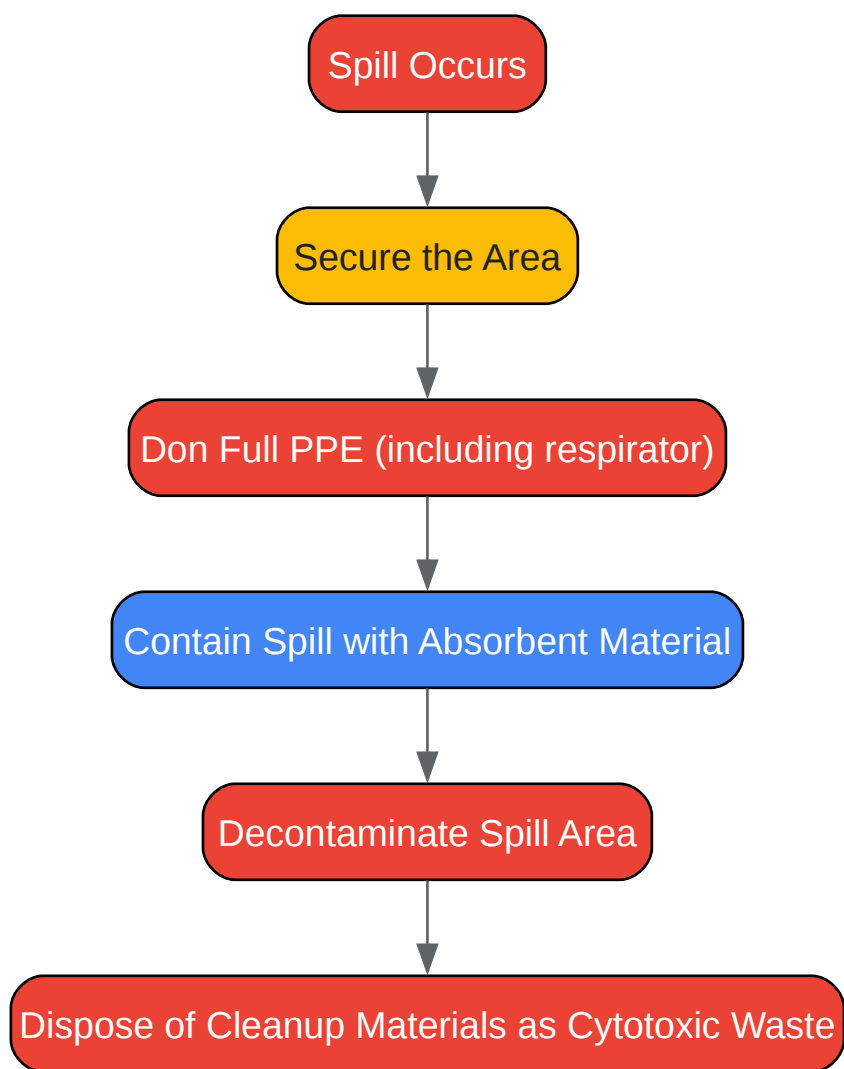 Spill Occurs
Secure the Area
Don Full PPE (including respirator)
Contain Spill with Absorbent Material
Decontaminate Spill Area
Dispose of Cleanup Materials as Cytotoxic Waste